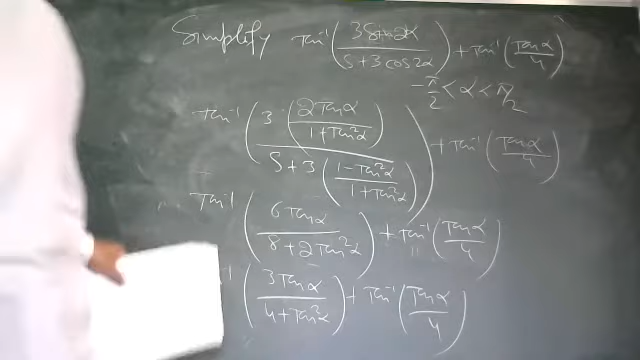 Simplify tan⁻¹(3Sin2α/5+3cos2α) + tan⁻¹(Tanα/4)
-π/2 < α < π/2
tan⁻¹(3(2Tanα/1+Tan²α)/5+3(1-Tan²α/1+Tan²α)) + tan⁻¹(Tanα/4)
Tan⁻¹(6Tanα/8+2Tan²α) + tan⁻¹(Tanα/4)
⁻¹(3Tanα/4+Tan²α) + Tan⁻¹(Tanα/4)